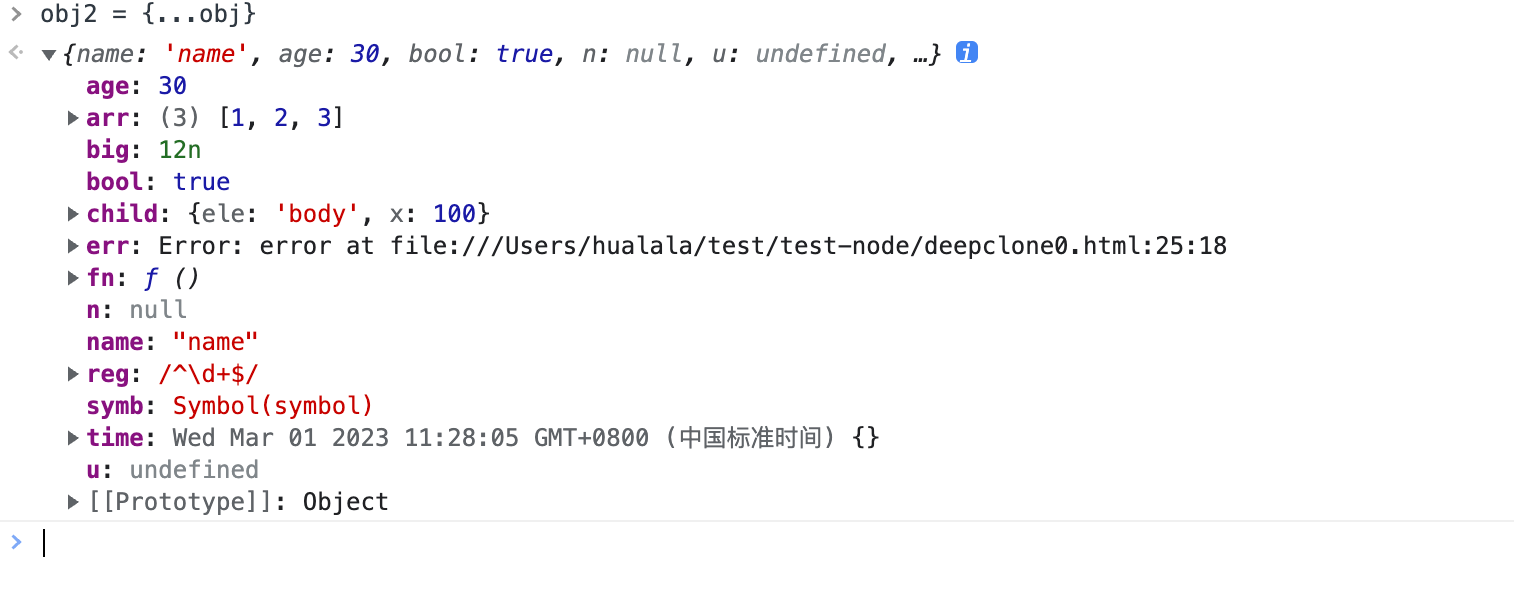 > obj2 = {...obj}
{name: 'name', age: 30, bool: true, n: null, u: undefined, …} i
age: 30
arr: (3) [1, 2, 3]
big: 12n
bool: true
child: {ele: 'body', x: 100}
err: Error: error at file:///Users/hualala/test/test-node/deepclone0.html:25:18
fn: ƒ ()
n: null
name: "name"
reg: /^\d+$/
symb: Symbol(symbol)
time: Wed Mar 01 2023 11:28:05 GMT+0800 (中国标准时间) {}
u: undefined
[[Prototype]]: Object
>